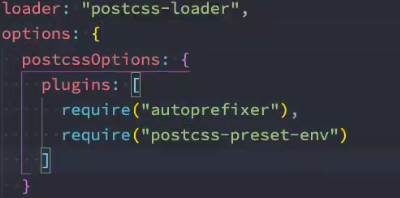 loader: "postcss-loader",
options: {
postcssOptions: {
plugins: [
require("autoprefixer"),
require("postcss-preset-env")
]
}